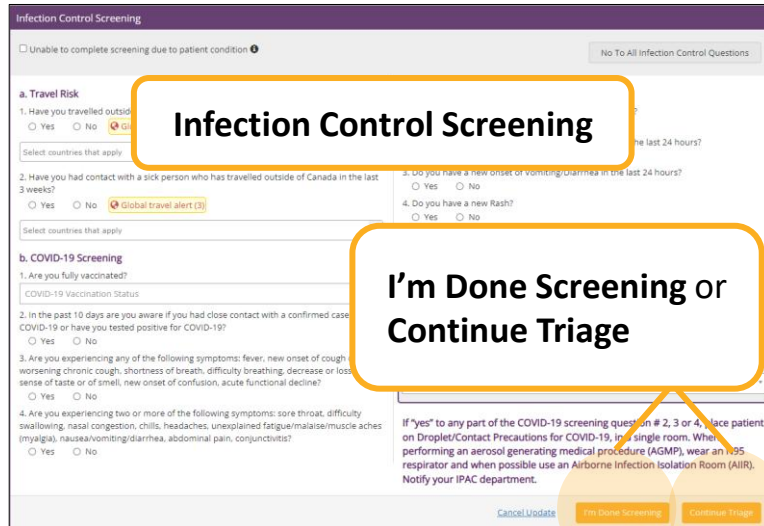 Infection Control Screening
Unable to complete screening due to patient condition
No To All Infection Control Questions
a. Travel Risk
1. Have you travelled outsid
Yes No
Select countries that apply
2. Have you had contact with a sick person who has travelled outside of Canada in the last
3 weeks?
Yes No Global travel alert (3)
Select countries that apply
b. COVID-19 Screening
1. Are you fully vaccinated?
COVID-19 Vaccination Status
2. In the past 10 days are you aware if you had close contact with a confirmed case
COVID-19 or have you tested positive for COVID-19?
Yes No
3. Are you experiencing any of the following symptoms: fever, new onset of cough
worsening chronic cough, shortness of breath, difficulty breathing, decrease or loss
sense of taste or of smell, new onset of confusion, acute functional decline?
Yes No
4. Are you experiencing two or more of the following symptoms: sore throat, difficulty
swallowing, nasal congestion, chills, headaches, unexplained fatigue/malaise/muscle aches
(myalgia), nausea/vomiting/diarrhea, abdominal pain, conjunctivitis?
Yes No
Infection Control Screening
he last 24 hours?
3. Do you have a new onset of Vomiting/Diarrhea in the last 24 hours?
Yes No
4. Do you have a new Rash?
Yes No
I'm Done Screening or
Continue Triage
If "yes" to any part of the COVID-19 screening question # 2, 3 or 4, place patient
on Droplet/Contact Precautions for COVID-19, in a single room. When
performing an aerosol generating medical procedure (AGMP), wear an N95
respirator and when possible use an Airborne Infection Isolation Room (AIIR).
Notify your IPAC department.
Cancel Update I'm Done Screening Continue Triage